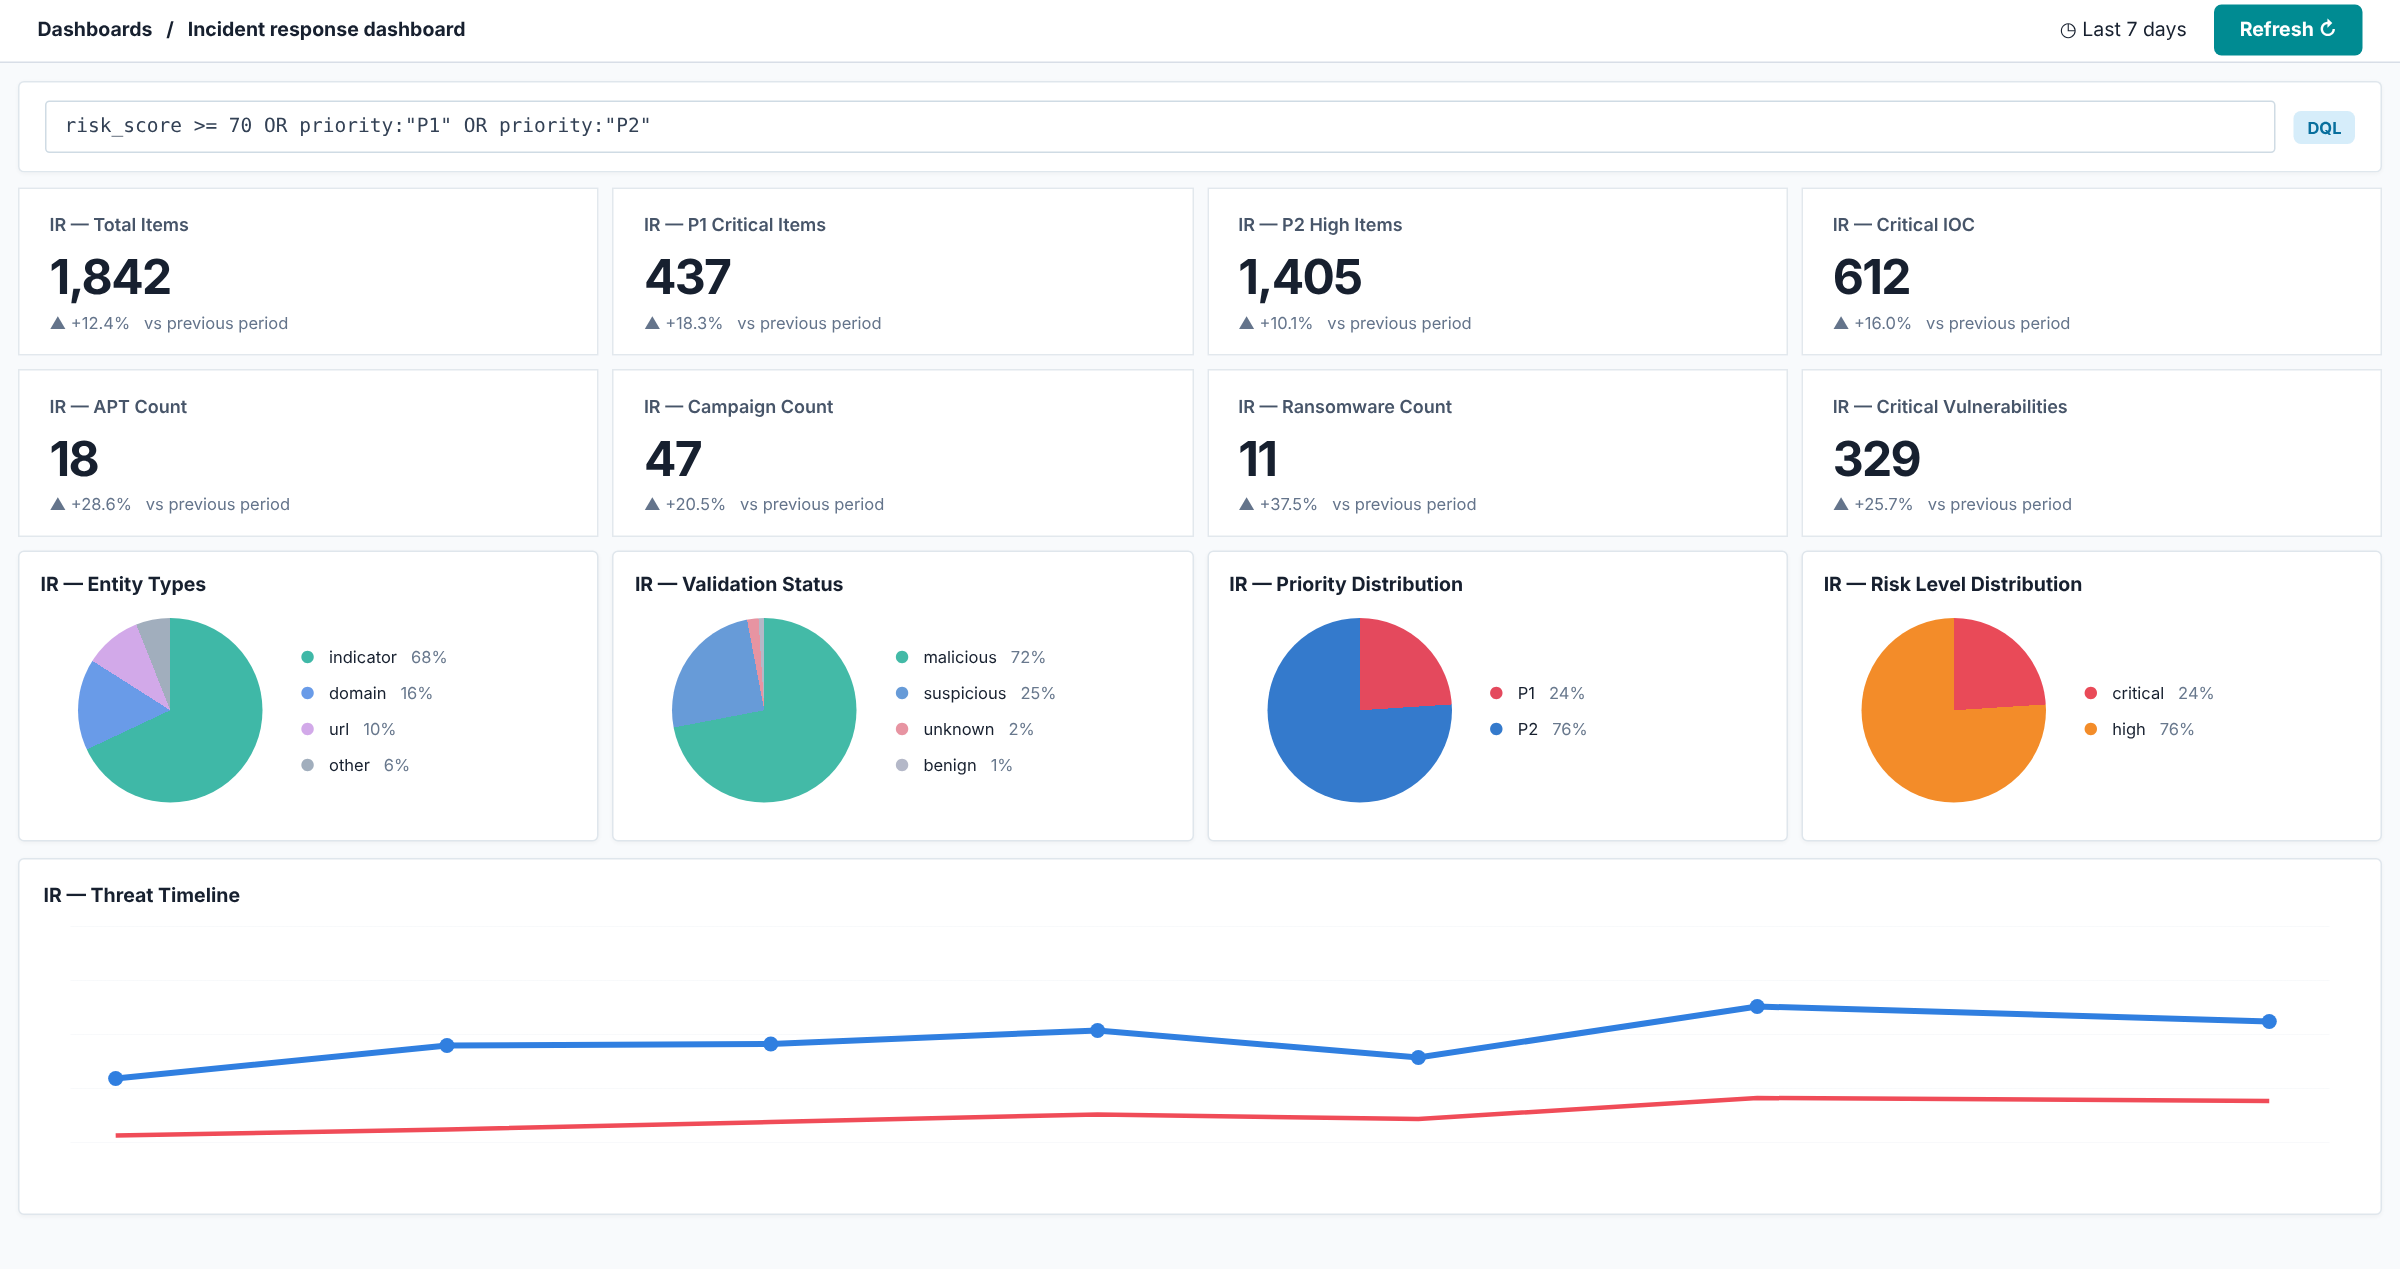 Dashboards / Incident response dashboard
Last 7 days
Refresh ↻
risk_score >= 70 OR priority:"P1" OR priority:"P2"
DQL
IR — Total Items
1,842
▲ +12.4% vs previous period
IR — P1 Critical Items
437
▲ +18.3% vs previous period
IR — P2 High Items
1,405
▲ +10.1% vs previous period
IR — Critical IOC
612
▲ +16.0% vs previous period
IR — APT Count
18
▲ +28.6% vs previous period
IR — Campaign Count
47
▲ +20.5% vs previous period
IR — Ransomware Count
11
▲ +37.5% vs previous period
IR — Critical Vulnerabilities
329
▲ +25.7% vs previous period
IR — Entity Types
indicator 68%
domain 16%
url 10%
other 6%
IR — Validation Status
malicious 72%
suspicious 25%
unknown 2%
benign 1%
IR — Priority Distribution
P1 24%
P2 76%
IR — Risk Level Distribution
critical 24%
high 76%
IR — Threat Timeline